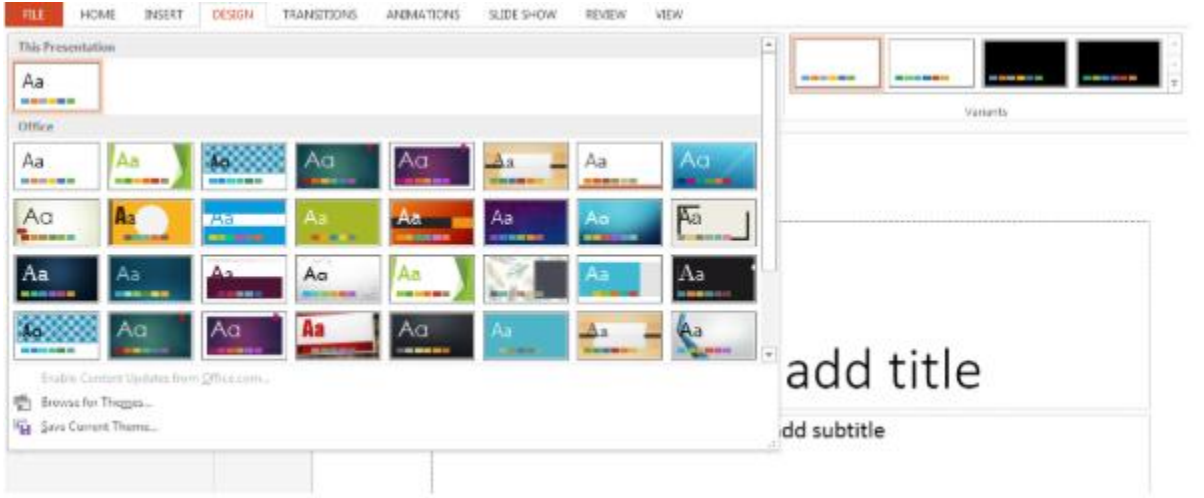 FILE HOME INSERT DESIGN TRANSITIONS ANIMATIONS SLIDE SHOW REVIEW VIEW
This Presentation
Aa
Office
Aa Aa Aa Aa Aa Aa Aa Aa
Aa Aa Aa Aa Aa Aa Aa Aa
Aa Aa Aa Aa Aa Aa Aa
Aa Aa Aa Aa Aa Aa Aa Aa
Enable Content Updates from Office.com...
Browse for Themes...
Save Current Theme...
Variants
add title
dd subtitle